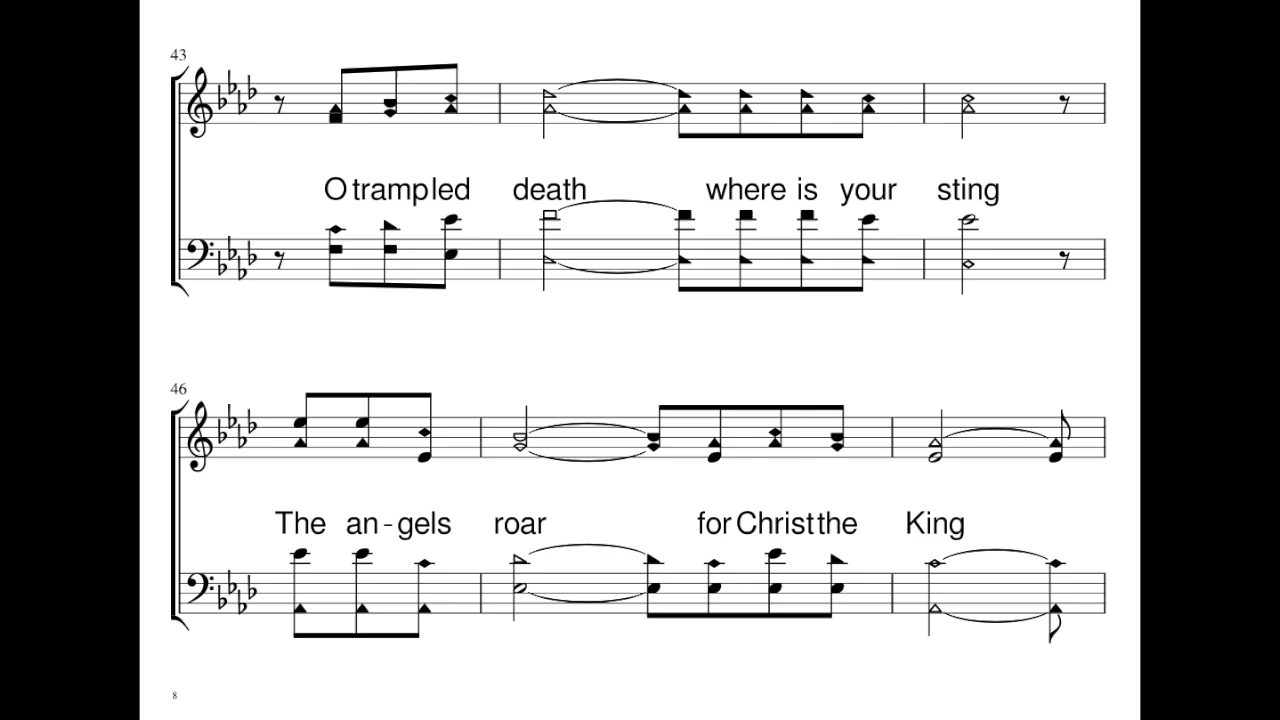 43
O trampled death where is your sting
46
The an - gels roar for Christ the King
8